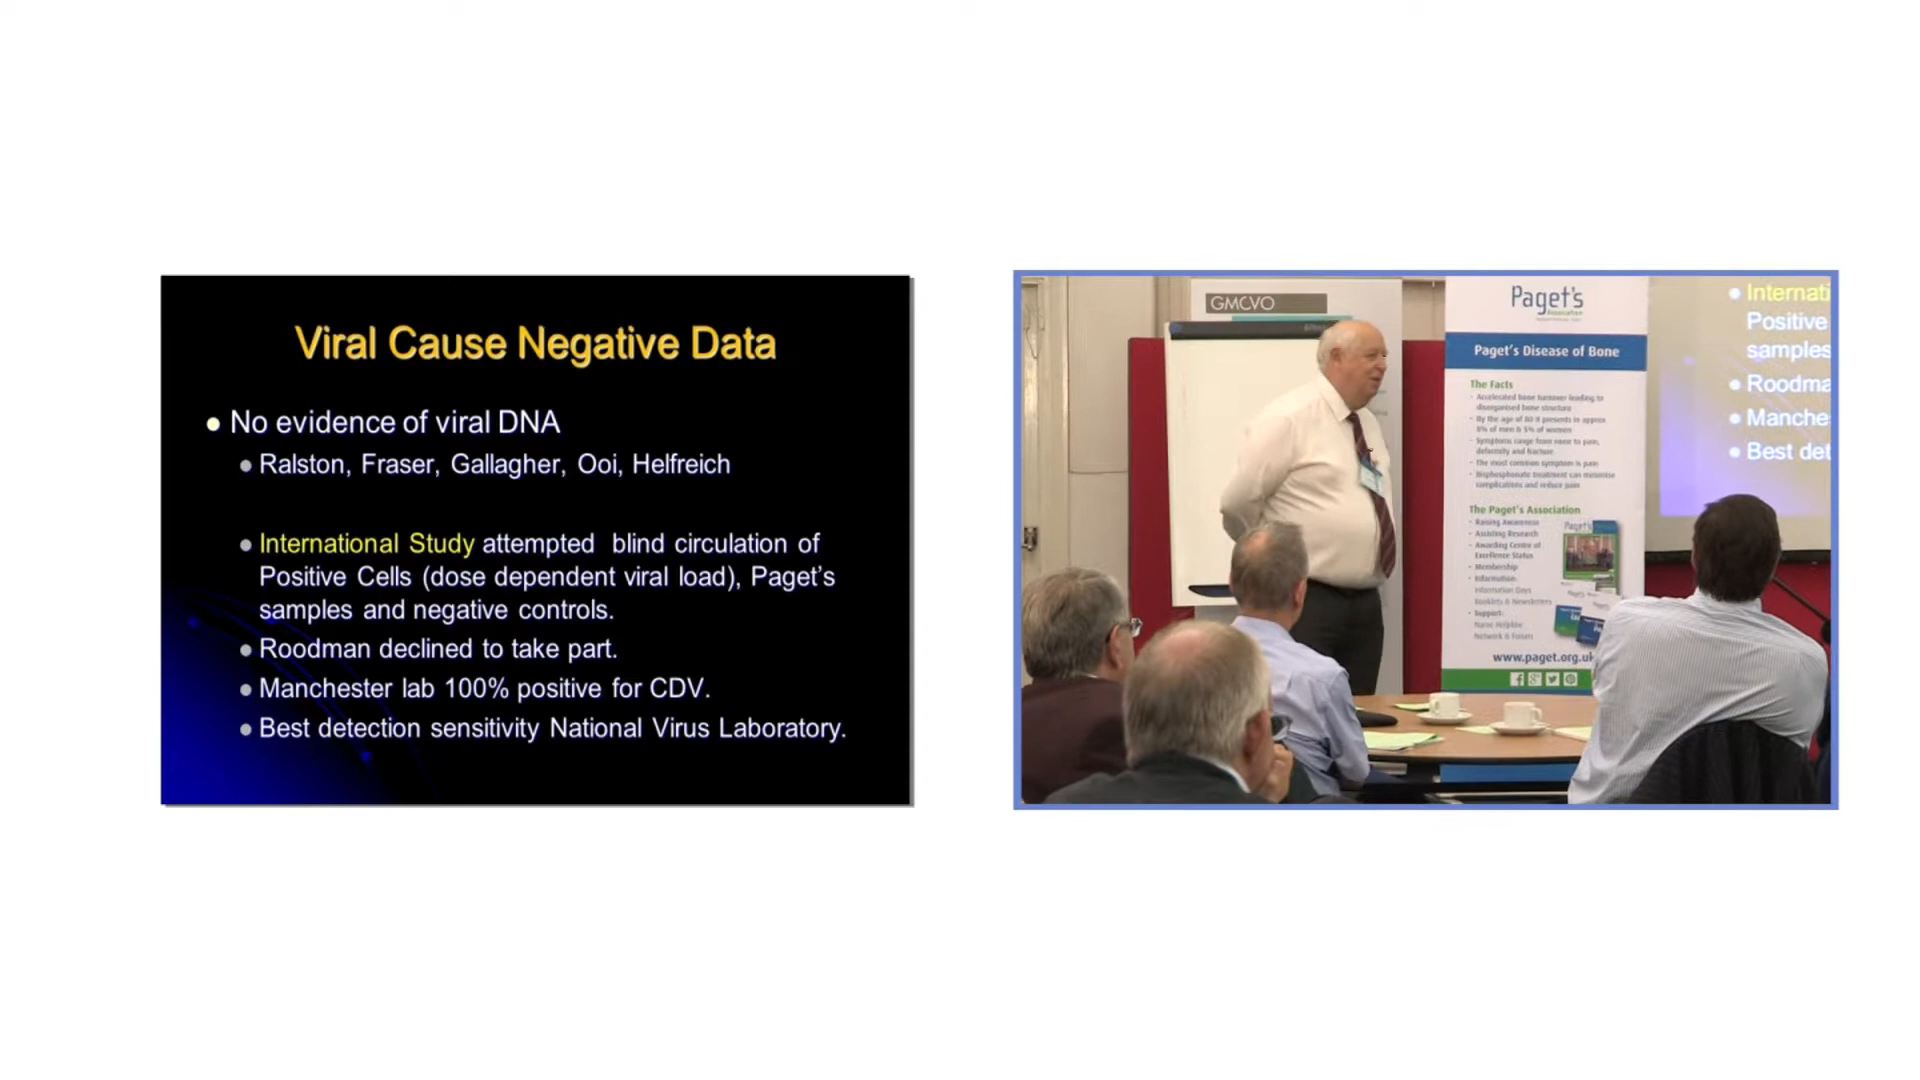 Viral Cause Negative Data
No evidence of viral DNA
Ralston, Fraser, Gallagher, Ooi, Helfreich
International Study attempted blind circulation of
Positive Cells (dose dependent viral load), Paget's
samples and negative controls.
Roodman declined to take part.
Manchester lab 100% positive for CDV.
Best detection sensitivity National Virus Laboratory.
GMCVO
Paget's
Association
Paget's Disease of Bone
The Facts
- Accelerated bone turnover leading to
disorganised bone structure
- By the age of 80 it presents in approx
8% of men & 5% of women
- Symptoms range from none to pain,
deformity and fracture
- The most common symptom is pain
- Bisphosphonate treatment can minimise
complications and reduce pain
The Paget's Association
- Raising Awareness
- Assisting Research
- Awarding Centre of
Excellence Status
- Membership
- Information:
Information Days
Booklets & Newsletters
- Support:
Nurse Helpline
Network & Forum
Paget's
www.paget.org.uk
Internati
Positive
samples
Roodma
Manche
Best det